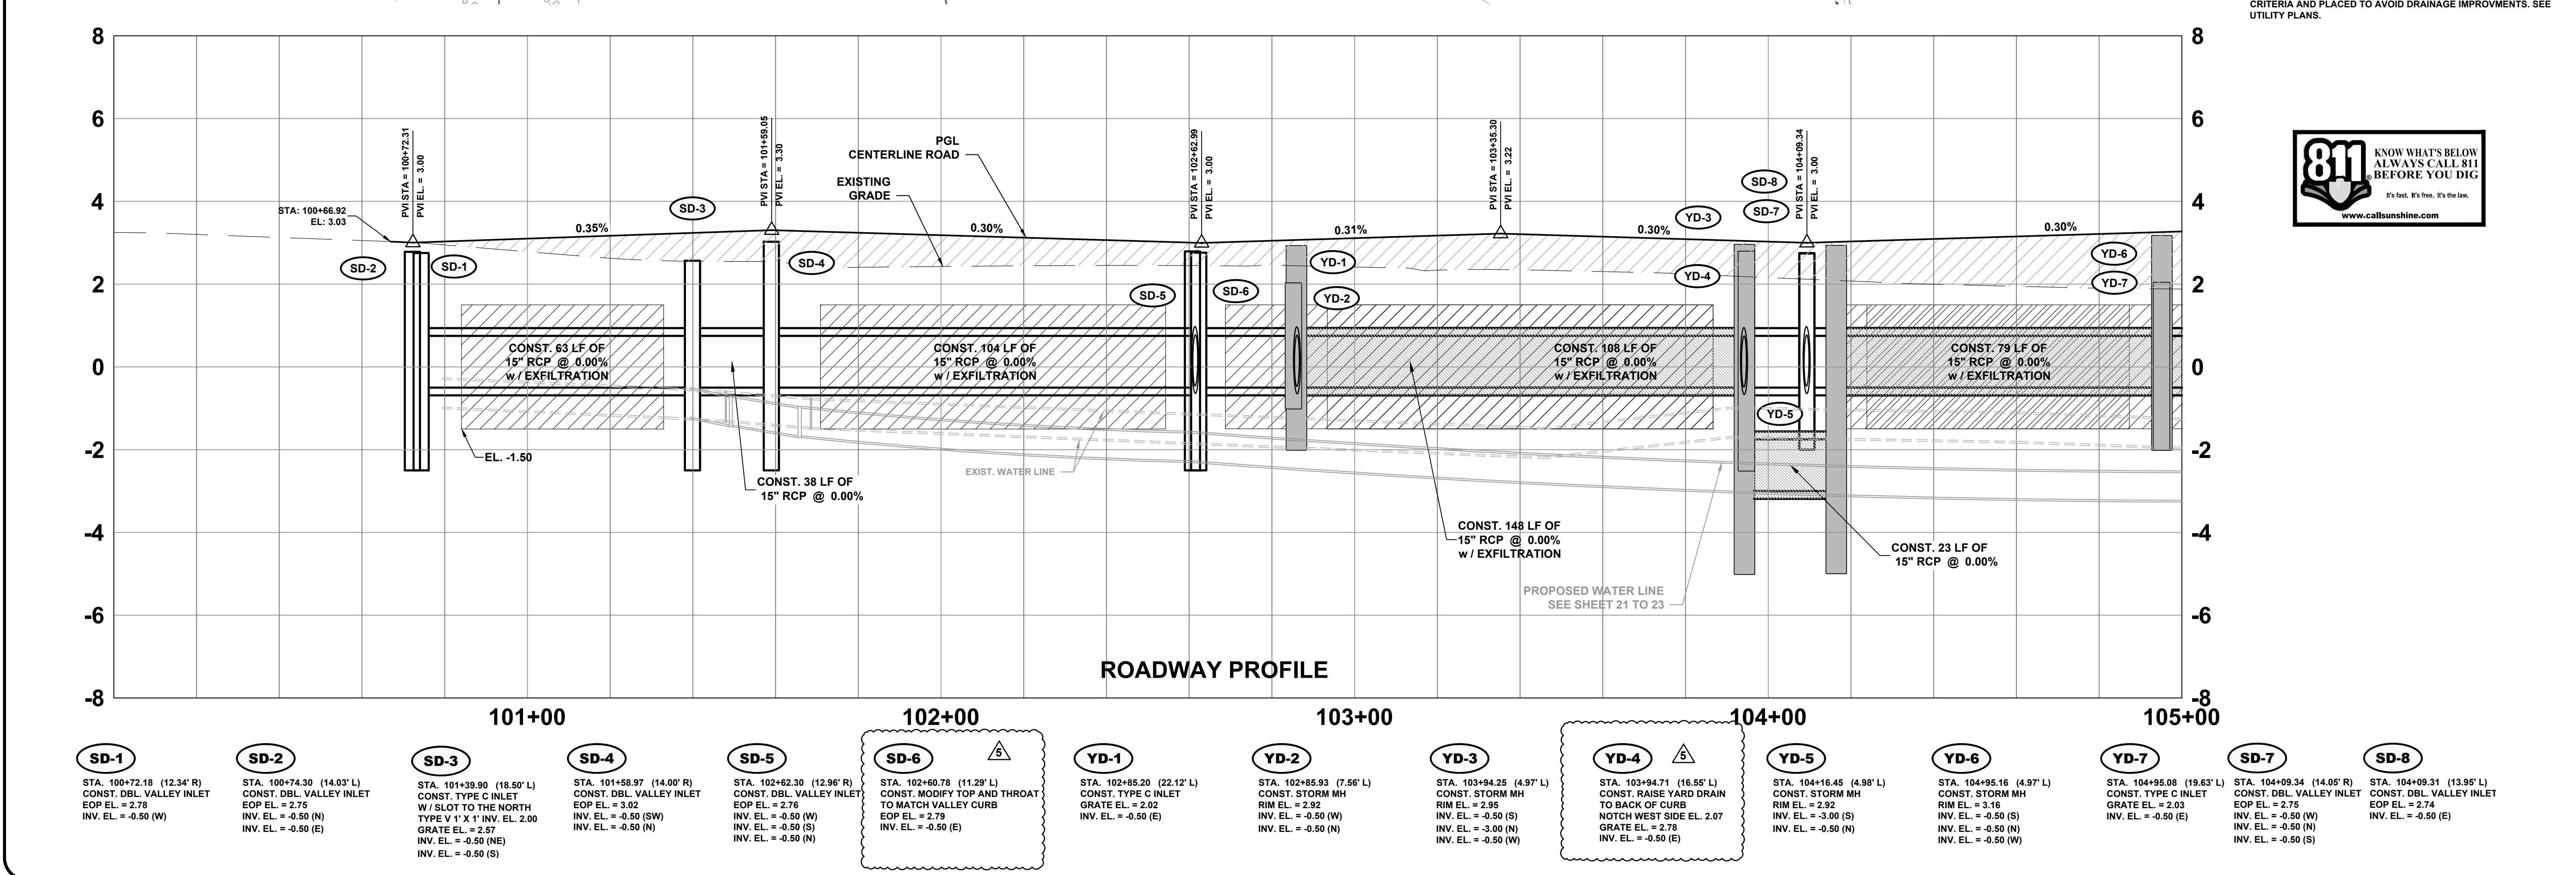 CRITERIA AND PLACED TO AVOID DRAINAGE IMPROVMENTS. SEE
UTILITY PLANS.
8
6
4
2
0
-2
-4
-6
-8
8
6
4
2
0
-2
-4
-6
-8
STA: 100+66.92
EL: 3.03
PVI STA = 100+72.31
PVI EL. = 3.00
0.35%
SD-3
PVI STA = 101+59.05
PVI EL. = 3.30
PGL
CENTERLINE ROAD
EXISTING
GRADE
0.30%
PVI STA = 102+62.99
PVI EL. = 3.00
0.31%
PVI STA = 103+35.30
PVI EL. = 3.22
0.30%
SD-8
SD-7
YD-3
PVI STA = 104+09.34
PVI EL. = 3.00
0.30%
SD-2
SD-1
SD-4
SD-5
SD-6
YD-1
YD-2
YD-4
YD-6
YD-7
CONST. 63 LF OF
15" RCP @ 0.00%
w / EXFILTRATION
CONST. 104 LF OF
15" RCP @ 0.00%
w / EXFILTRATION
CONST. 108 LF OF
15" RCP @ 0.00%
w / EXFILTRATION
CONST. 79 LF OF
15" RCP @ 0.00%
w / EXFILTRATION
YD-5
EL. -1.50
CONST. 38 LF OF
15" RCP @ 0.00%
EXIST. WATER LINE
CONST. 148 LF OF
15" RCP @ 0.00%
w / EXFILTRATION
CONST. 23 LF OF
15" RCP @ 0.00%
PROPOSED WATER LINE
SEE SHEET 21 TO 23
ROADWAY PROFILE
101+00
102+00
103+00
104+00
105+00
811
®
KNOW WHAT'S BELOW
ALWAYS CALL 811
BEFORE YOU DIG
It's fast. It's free. It's the law.
www.callsunshine.com
SD-1
STA. 100+72.18 (12.34' R)
CONST. DBL. VALLEY INLET
EOP EL. = 2.78
INV. EL. = -0.50 (W)
SD-2
STA. 100+74.30 (14.03' L)
CONST. DBL. VALLEY INLET
EOP EL. = 2.75
INV. EL. = -0.50 (N)
INV. EL. = -0.50 (E)
SD-3
STA. 101+39.90 (18.50' L)
CONST. TYPE C INLET
W / SLOT TO THE NORTH
TYPE V 1' X 1' INV. EL. 2.00
GRATE EL. = 2.57
INV. EL. = -0.50 (NE)
INV. EL. = -0.50 (S)
SD-4
STA. 101+58.97 (14.00' R)
CONST. DBL. VALLEY INLET
EOP EL. = 3.02
INV. EL. = -0.50 (SW)
INV. EL. = -0.50 (N)
SD-5
STA. 102+62.30 (12.96' R)
CONST. DBL. VALLEY INLET
EOP EL. = 2.76
INV. EL. = -0.50 (W)
INV. EL. = -0.50 (S)
INV. EL. = -0.50 (N)
SD-6
5
STA. 102+60.78 (11.29' L)
CONST. MODIFY TOP AND THROAT
TO MATCH VALLEY CURB
EOP EL. = 2.79
INV. EL. = -0.50 (E)
YD-1
STA. 102+85.20 (22.12' L)
CONST. TYPE C INLET
GRATE EL. = 2.02
INV. EL. = -0.50 (E)
YD-2
STA. 102+85.93 (7.56' L)
CONST. STORM MH
RIM EL. = 2.92
INV. EL. = -0.50 (W)
INV. EL. = -0.50 (N)
YD-3
STA. 103+94.25 (4.97' L)
CONST. STORM MH
RIM EL. = 2.95
INV. EL. = -0.50 (S)
INV. EL. = -3.00 (N)
INV. EL. = -0.50 (W)
YD-4
5
STA. 103+94.71 (16.55' L)
CONST. RAISE YARD DRAIN
TO BACK OF CURB
NOTCH WEST SIDE EL. 2.07
GRATE EL. = 2.78
INV. EL. = -0.50 (E)
YD-5
STA. 104+16.45 (4.98' L)
CONST. STORM MH
RIM EL. = 2.92
INV. EL. = -3.00 (S)
INV. EL. = -0.50 (N)
YD-6
STA. 104+95.16 (4.97' L)
CONST. STORM MH
RIM EL. = 3.16
INV. EL. = -0.50 (S)
INV. EL. = -0.50 (N)
INV. EL. = -0.50 (W)
YD-7
STA. 104+95.08 (19.63' L)
CONST. TYPE C INLET
GRATE EL. = 2.03
INV. EL. = -0.50 (E)
SD-7
STA. 104+09.34 (14.05' R)
CONST. DBL. VALLEY INLET
EOP EL. = 2.75
INV. EL. = -0.50 (W)
INV. EL. = -0.50 (N)
INV. EL. = -0.50 (S)
SD-8
STA. 104+09.31 (13.95' L)
CONST. DBL. VALLEY INLET
EOP EL. = 2.74
INV. EL. = -0.50 (E)